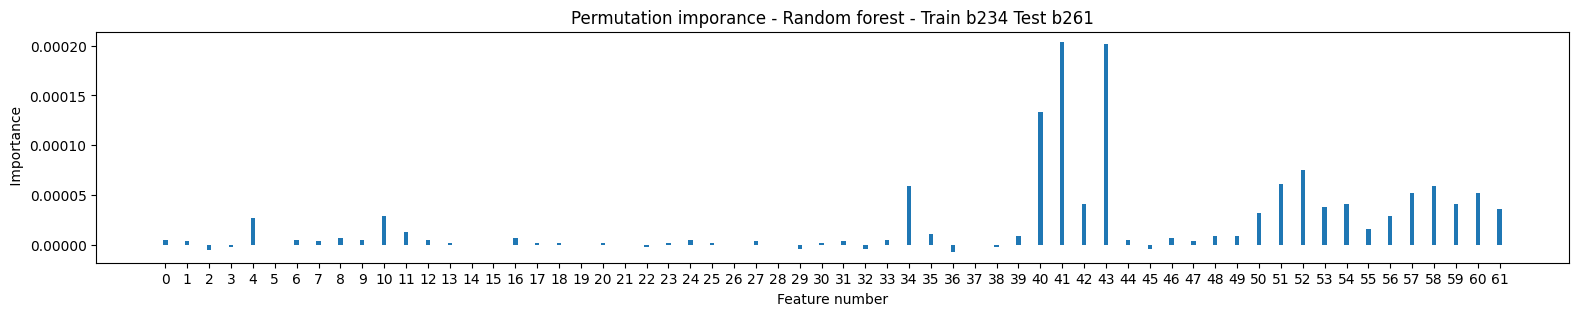 Permutation imporance - Random forest - Train b234 Test b261
Importance
0.00020
0.00015
0.00010
0.00005
0.00000
0 1 2 3 4 5 6 7 8 9 10 11 12 13 14 15 16 17 18 19 20 21 22 23 24 25 26 27 28 29 30 31 32 33 34 35 36 37 38 39 40 41 42 43 44 45 46 47 48 49 50 51 52 53 54 55 56 57 58 59 60 61
Feature number